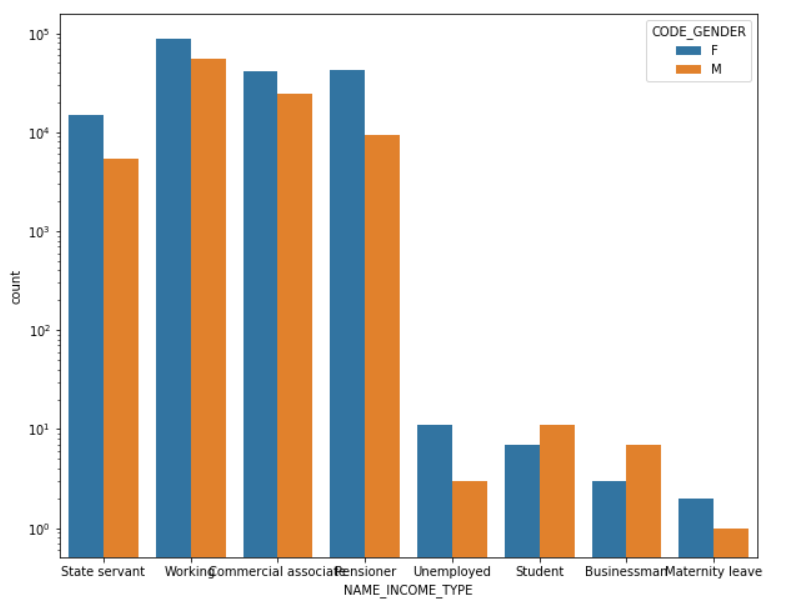 CODE_GENDER
F
M
10⁵
10⁴
10³
10²
10¹
10⁰
count
State servant Working Commercial associate Pensioner Unemployed Student Businessman Maternity leave
NAME_INCOME_TYPE